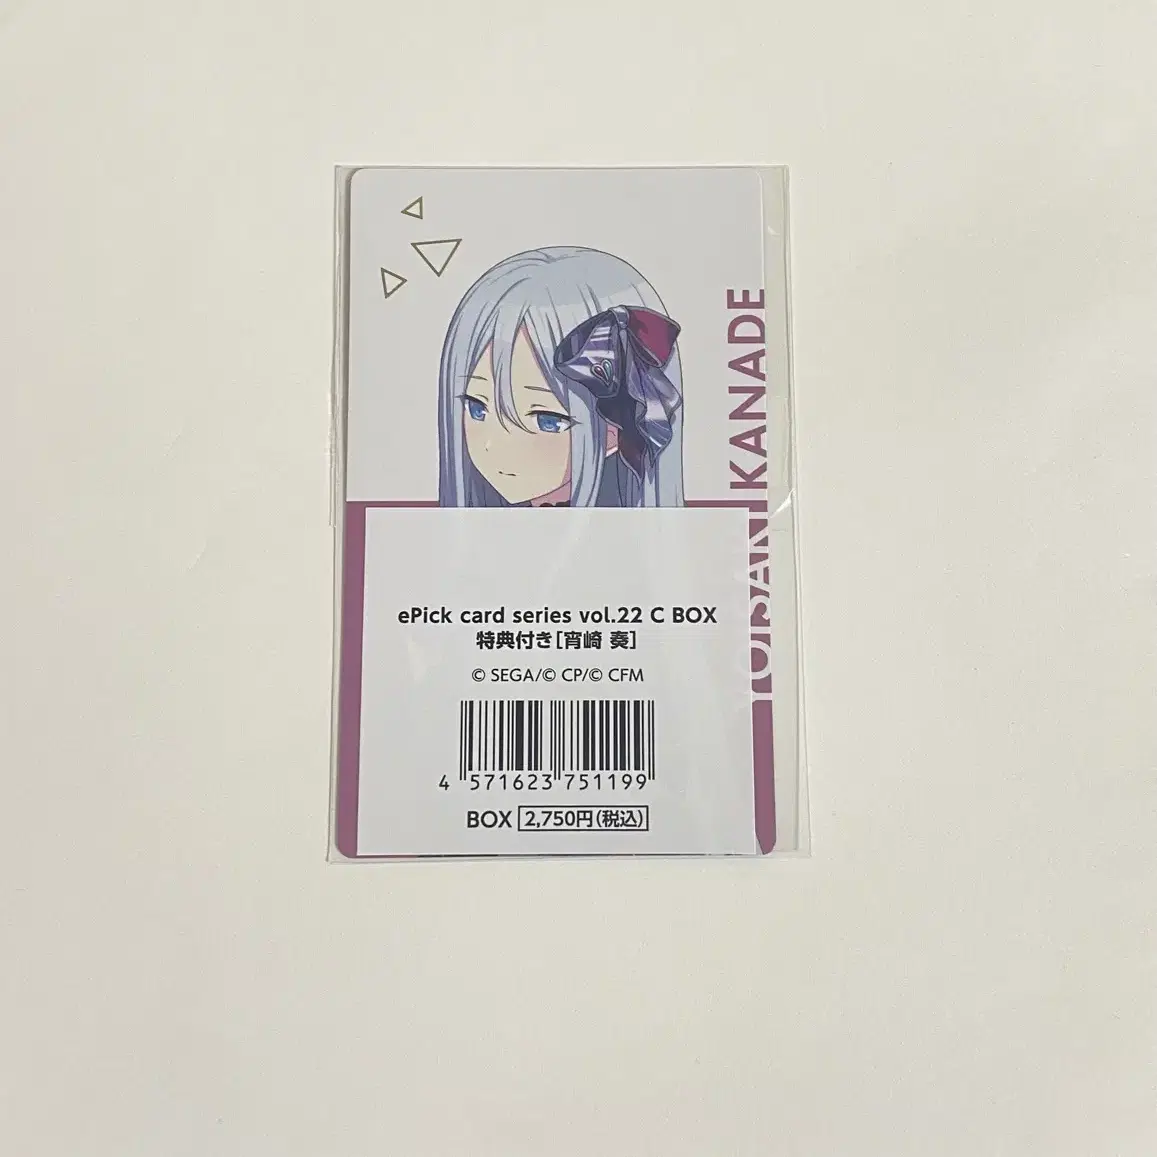 YOISAKI KANADE
ePick card series vol.22 C BOX
特典付き[宵崎 奏]
© SEGA/© CP/© CFM
4 571623 751199
BOX 2,750円(税込)